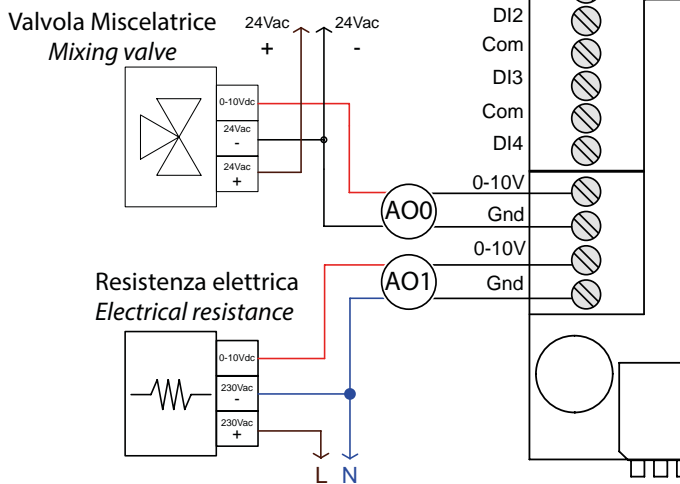 Valvola Miscelatrice
Mixing valve
24Vac
+
24Vac
-
0-10Vdc
24Vac
-
24Vac
+
DI2
Com
DI3
Com
DI4
AO0
0-10V
Gnd
AO1
0-10V
Gnd
Resistenza elettrica
Electrical resistance
0-10Vdc
230Vac
-
230Vac
+
L N